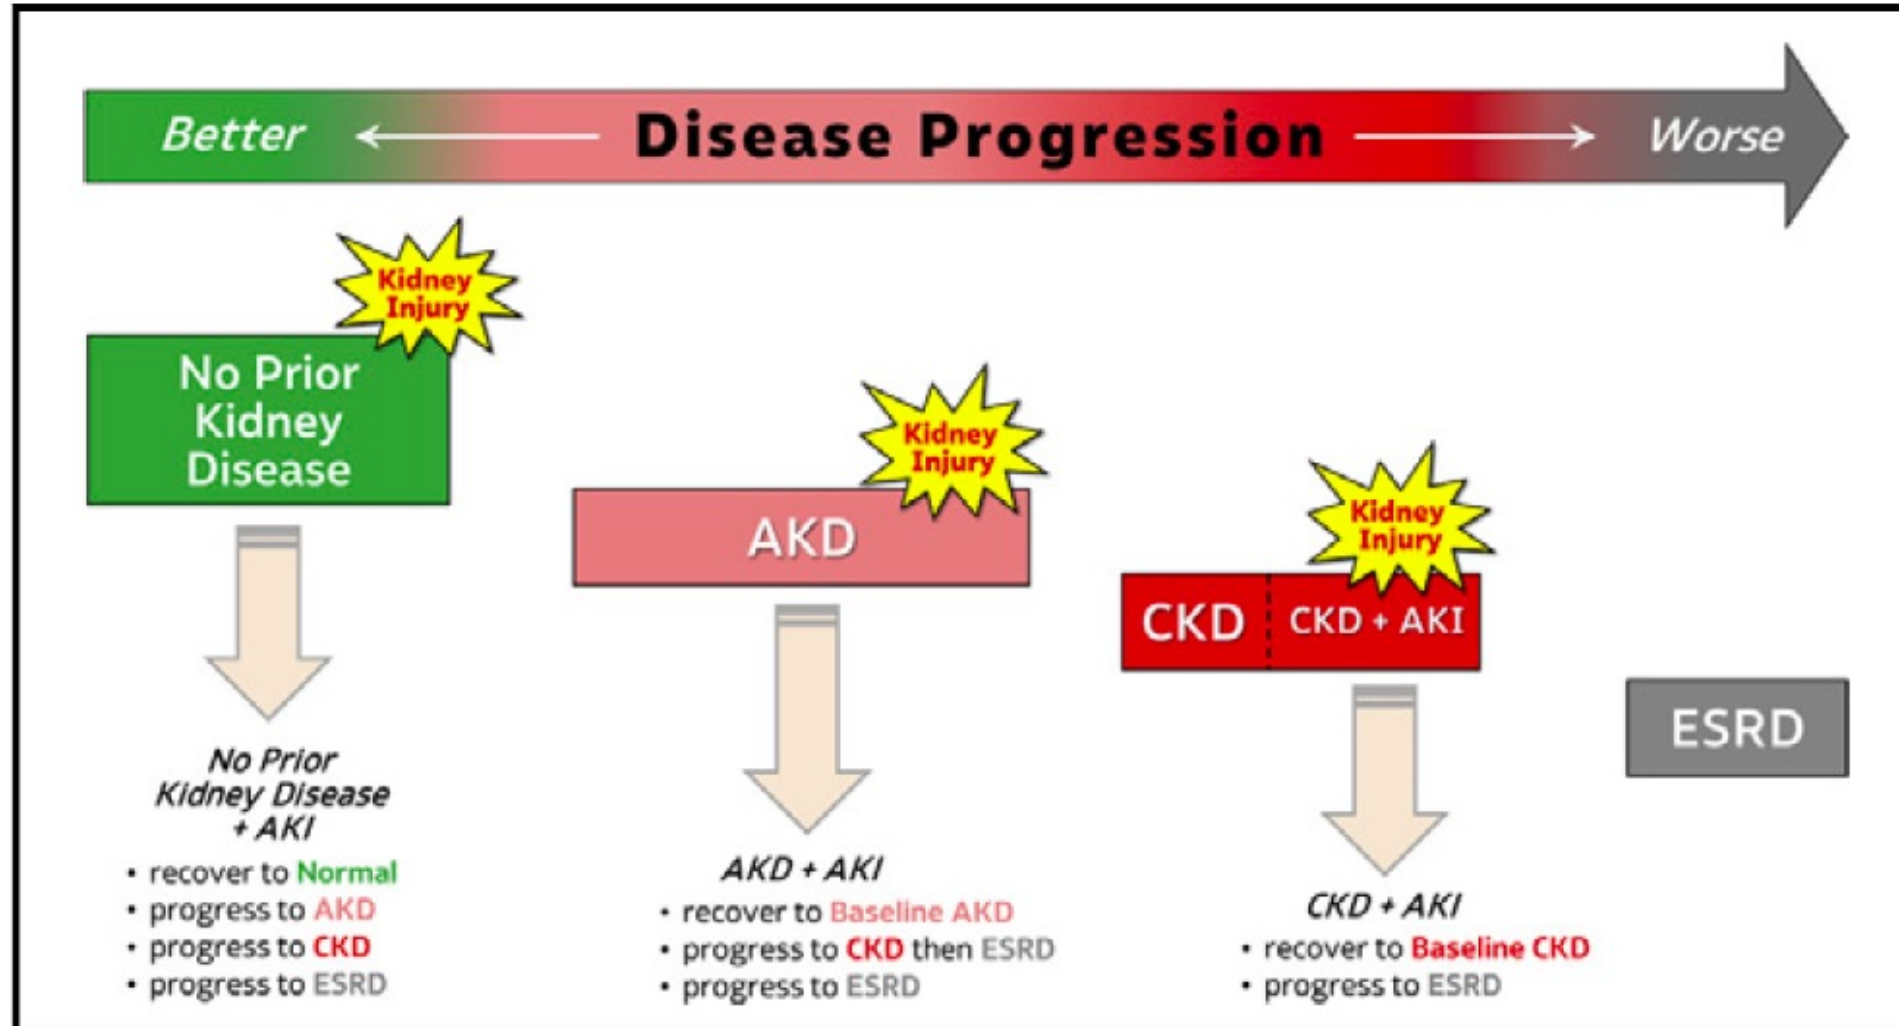 Better
Disease Progression
Worse
Kidney
Injury
No Prior
Kidney
Disease
Kidney
Injury
AKD
Kidney
Injury
CKD
CKD + AKI
ESRD
No Prior
Kidney Disease
+ AKI
• recover to Normal
• progress to AKD
• progress to CKD
• progress to ESRD
AKD + AKI
• recover to Baseline AKD
• progress to CKD then ESRD
• progress to ESRD
CKD + AKI
• recover to Baseline CKD
• progress to ESRD